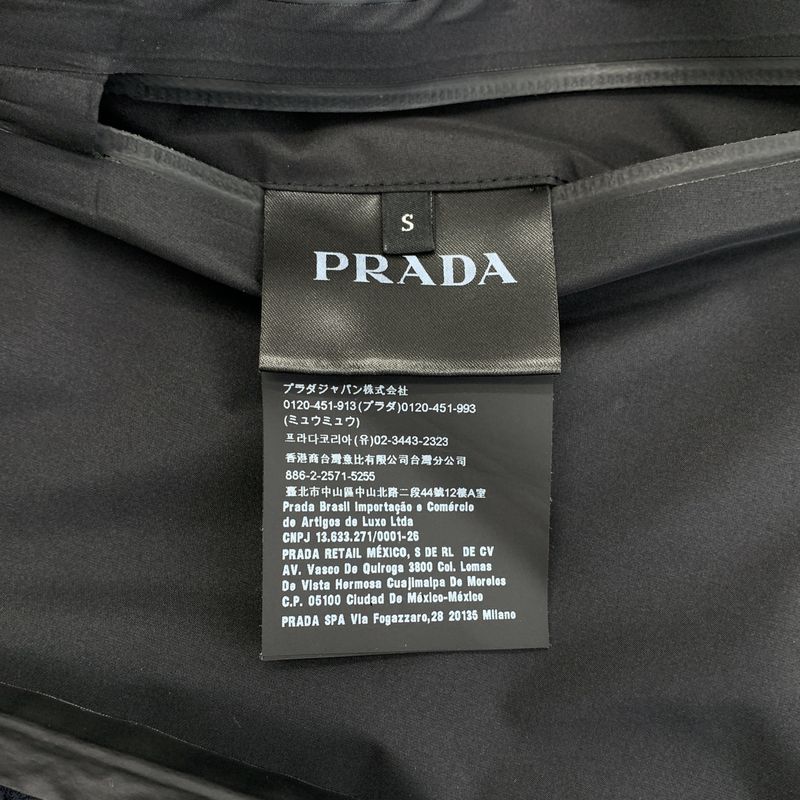 S
PRADA
プラダジャパン株式会社
0120-451-913(プラダ)0120-451-993
(ミュウミュウ)
프라다코리아(유)02-3443-2323
香港商台灣魚比有限公司台灣分公司
886-2-2571-5255
臺北市中山區中山北路二段44號12樓A室
Prada Brasil Importação e Comércio
de Artigos de Luxo Ltda
CNPJ 13.633.271/0001-26
PRADA RETAIL MÉXICO, S DE RL DE CV
AV. Vasco De Quiroga 3800 Col. Lomas
De Vista Hermosa Cuajimalpa De Morelos
C.P. 05100 Ciudad De México-México
PRADA SPA Via Fogazzaro,28 20135 Milano